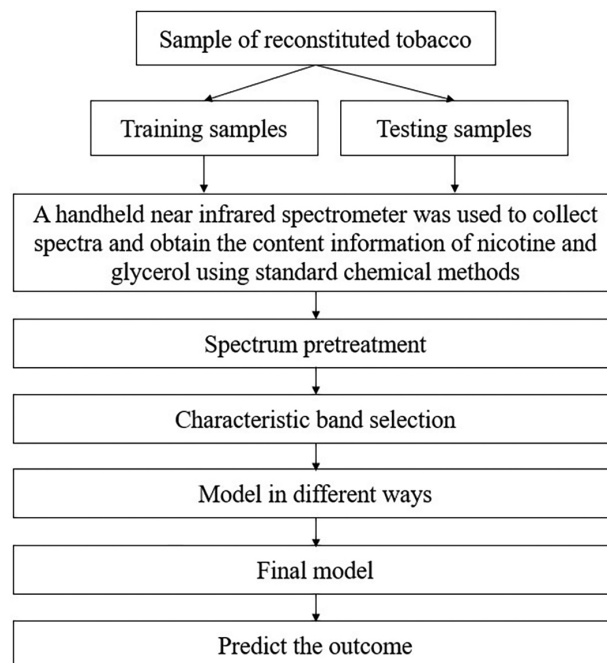 Sample of reconstituted tobacco
Training samples
Testing samples
A handheld near infrared spectrometer was used to collect
spectra and obtain the content information of nicotine and
glycerol using standard chemical methods
Spectrum pretreatment
Characteristic band selection
Model in different ways
Final model
Predict the outcome